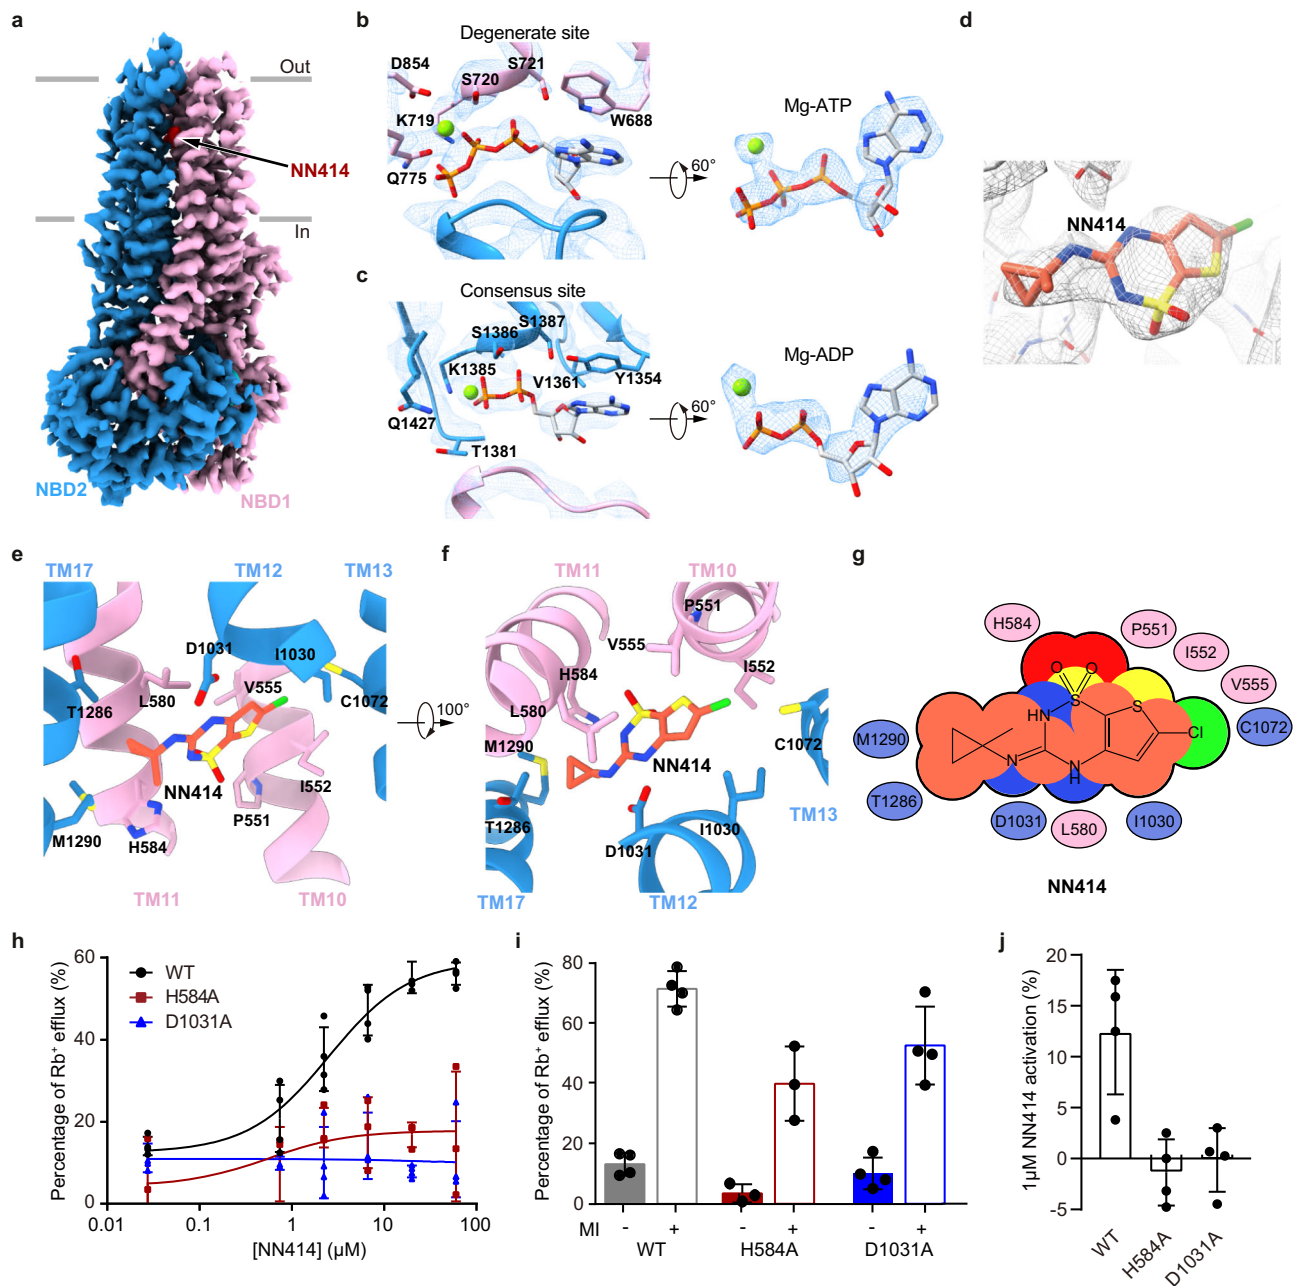 a
Out
NN414
In
NBD2
NBD1
b
Degenerate site
D854
S721
S720
K719
W688
Q775
60°
Mg-ATP
c
Consensus site
S1387
S1386
K1385
V1361
Y1354
Q1427
T1381
60°
Mg-ADP
d
NN414
e
TM17
TM12
TM13
D1031
I1030
V555
L580
T1286
C1072
NN414
I552
P551
M1290
H584
TM11
TM10
100°
f
TM11
TM10
P551
V555
I552
H584
L580
M1290
C1072
NN414
T1286
I1030
D1031
TM13
TM17
TM12
g
H584
P551
I552
V555
C1072
M1290
T1286
D1031
L580
I1030
O
O
S
S
HN
Cl
N
N
H
NN414
h
Percentage of Rb⁺ efflux (%)
60
40
20
0
WT
H584A
D1031A
0.01
0.1
1
10
100
[NN414] (µM)
i
Percentage of Rb⁺ efflux (%)
80
60
40
20
0
MI
- + - + - +
WT
H584A
D1031A
j
1µM NN414 activation (%)
20
15
10
5
0
-5
WT
H584A
D1031A